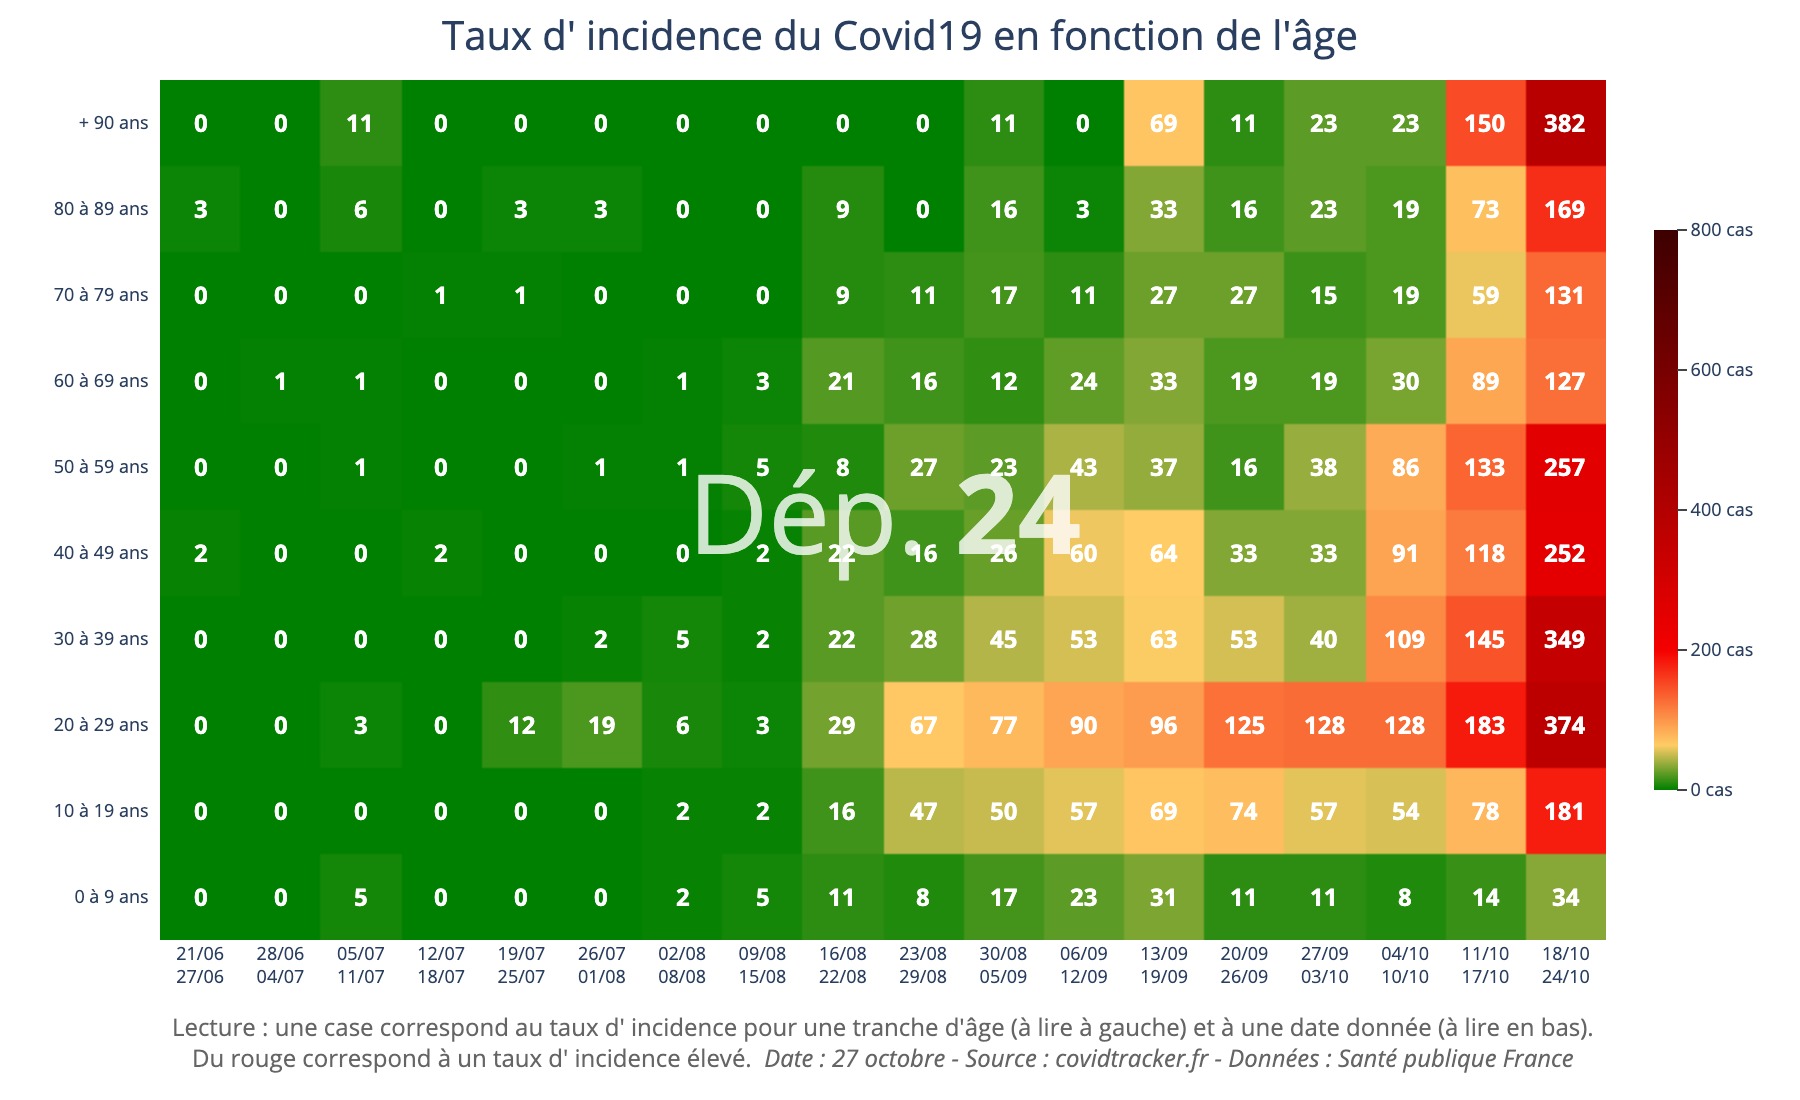 Taux d' incidence du Covid19 en fonction de l'âge
+ 90 ans 0 0 11 0 0 0 0 0 0 0 11 0 69 11 23 23 150 382
80 à 89 ans 3 0 6 0 3 3 0 0 9 0 16 3 33 16 23 19 73 169
70 à 79 ans 0 0 0 1 1 0 0 0 9 11 17 11 27 27 15 19 59 131
60 à 69 ans 0 1 1 0 0 0 1 3 21 16 12 24 33 19 19 30 89 127
50 à 59 ans 0 0 1 0 0 1 1 5 8 27 23 43 37 16 38 86 133 257
Dép. 24
40 à 49 ans 2 0 0 2 0 0 0 2 22 16 26 60 64 33 33 91 118 252
30 à 39 ans 0 0 0 0 0 2 5 2 22 28 45 53 63 53 40 109 145 349
20 à 29 ans 0 0 3 0 12 19 6 3 29 67 77 90 96 125 128 128 183 374
10 à 19 ans 0 0 0 0 0 0 2 2 16 47 50 57 69 74 57 54 78 181
0 à 9 ans 0 0 5 0 0 0 2 5 11 8 17 23 31 11 11 8 14 34
21/06 28/06 05/07 12/07 19/07 26/07 02/08 09/08 16/08 23/08 30/08 06/09 13/09 20/09 27/09 04/10 11/10 18/10
27/06 04/07 11/07 18/07 25/07 01/08 08/08 15/08 22/08 29/08 05/09 12/09 19/09 26/09 03/10 10/10 17/10 24/10
800 cas
600 cas
400 cas
200 cas
0 cas
Lecture : une case correspond au taux d' incidence pour une tranche d'âge (à lire à gauche) et à une date donnée (à lire en bas).
Du rouge correspond à un taux d' incidence élevé. Date : 27 octobre - Source : covidtracker.fr - Données : Santé publique France